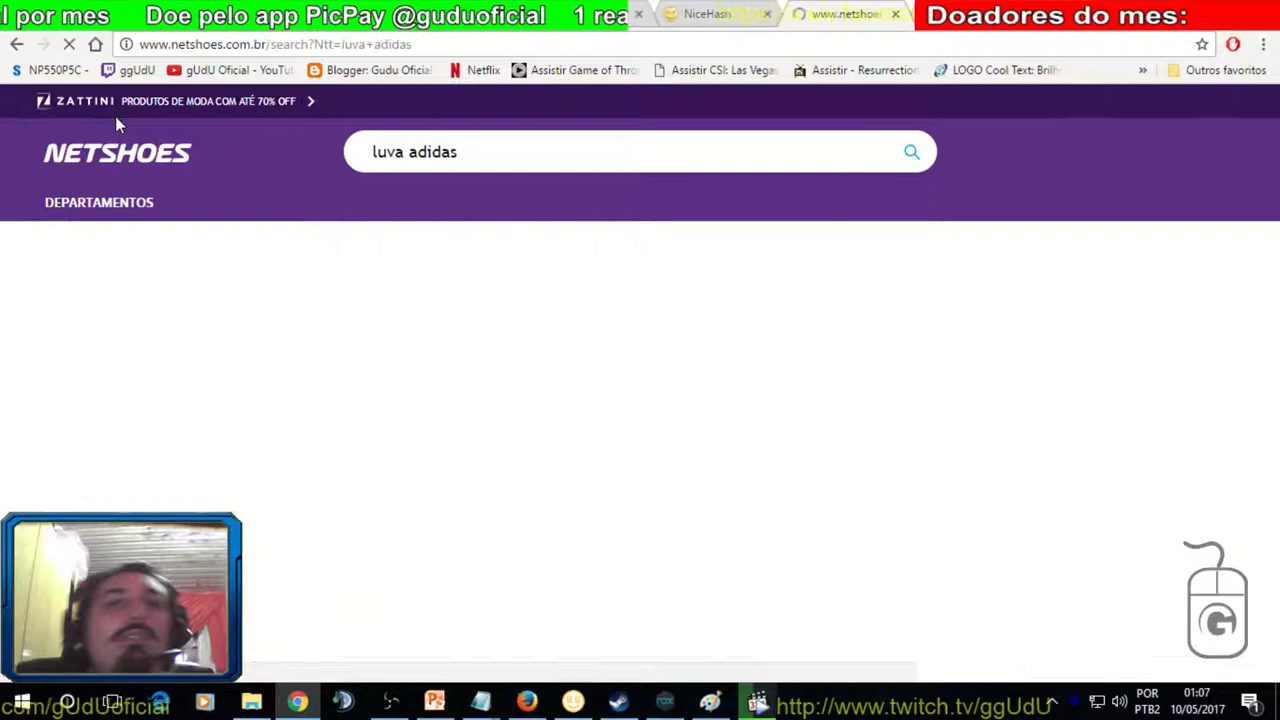 l por mes Doe pelo app PicPay @guduoficial 1 rea
NiceHash
www.netshoes
Doadores do mes:
www.netshoes.com.br/search?Ntt=luva+adidas
NP550P5C - ggUdU gUdU Oficial - YouTu Blogger: Gudu Oficial Netflix Assistir Game of Thro Assistir CSI: Las Vegas Assistir - Resurrection LOGO Cool Text: Brilh » Outros favoritos
ZATTINI PRODUTOS DE MODA COM ATÉ 70% OFF
NETSHOES
luva adidas
DEPARTAMENTOS
G
com/gUdUoficial
http://www.twitch.tv/ggUdU
POR
PTB2
01:07
10/05/2017